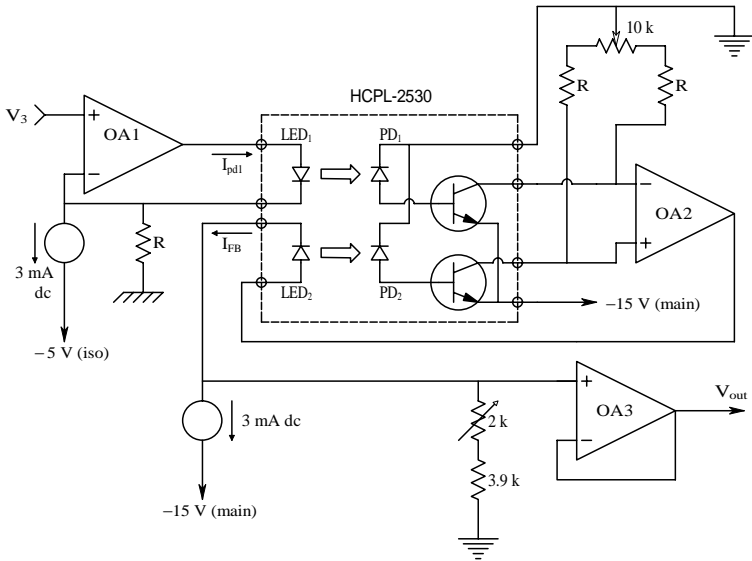 10 k
HCPL-2530
R
R
V3
+
OA1
−
LED1
PD1
Ipd1
−
OA2
+
R
IFB
3 mA
dc
LED2
PD2
−15 V (main)
−5 V (iso)
+
OA3
−
Vout
3 mA dc
2 k
3.9 k
−15 V (main)